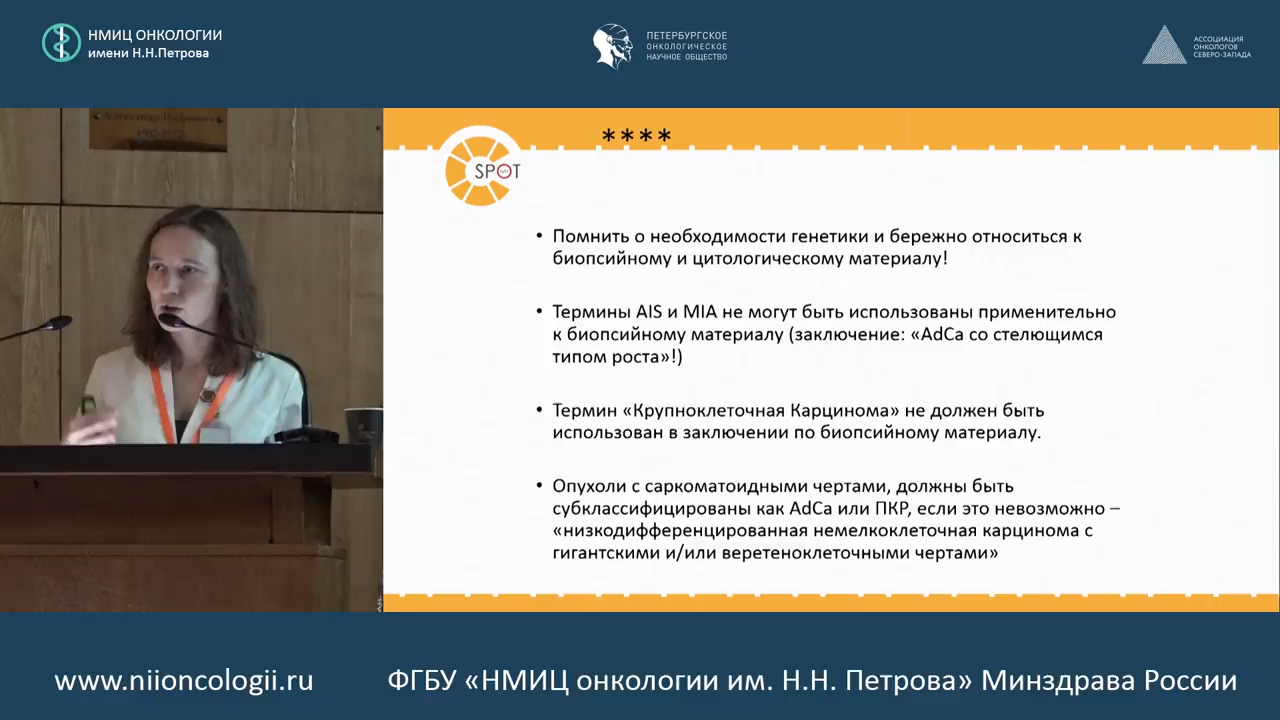 НМИЦ ОНКОЛОГИИ
имени Н.Н.Петрова
ПЕТЕРБУРГСКОЕ
ОНКОЛОГИЧЕСКОЕ
НАУЧНОЕ ОБЩЕСТВО
АССОЦИАЦИЯ
ОНКОЛОГОВ
СЕВЕРО-ЗАПАДА
****
SPOT
• Помнить о необходимости генетики и бережно относиться к
биопсийному и цитологическому материалу!
• Термины AIS и MIA не могут быть использованы применительно
к биопсийному материалу (заключение: «AdCa со стелющимся
типом роста»!)
• Термин «Крупноклеточная Карцинома» не должен быть
использован в заключении по биопсийному материалу.
• Опухоли с саркоматоидными чертами, должны быть
субклассифицированы как AdCa или ПКР, если это невозможно –
«низкодифференцированная немелкоклеточная карцинома с
гигантскими и/или веретеноклеточными чертами»
www.niioncologii.ru
ФГБУ «НМИЦ онкологии им. Н.Н. Петрова» Минздрава России